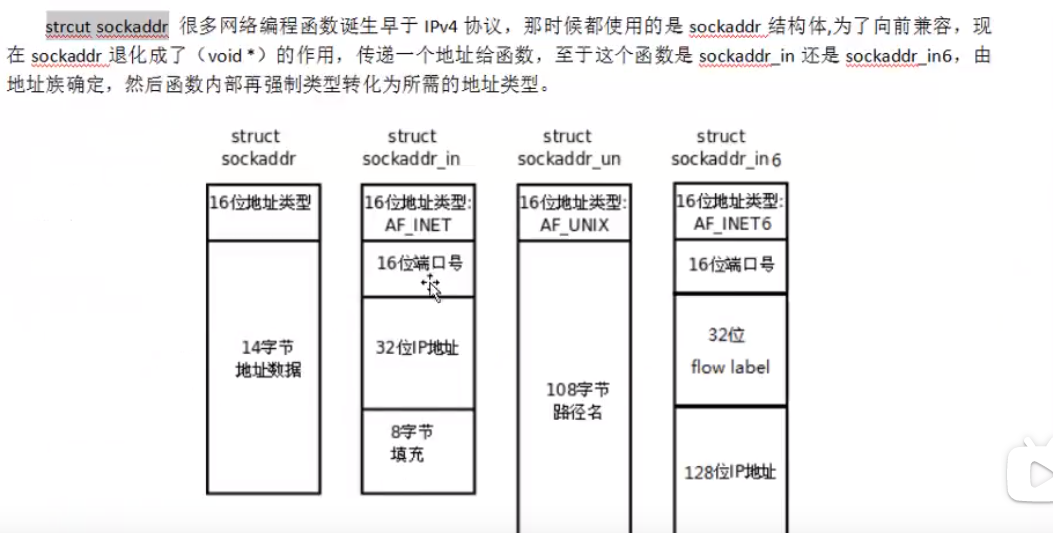 strcut sockaddr 很多网络编程函数诞生早于 IPv4 协议，那时候都使用的是 sockaddr 结构体,为了向前兼容，现
在 sockaddr 退化成了（void *）的作用，传递一个地址给函数，至于这个函数是 sockaddr_in 还是 sockaddr_in6，由
地址族确定，然后函数内部再强制类型转化为所需的地址类型。
struct
sockaddr
16位地址类型
14字节
地址数据
struct
sockaddr_in
16位地址类型:
AF_INET
16位端口号
32位IP地址
8字节
填充
struct
sockaddr_un
16位地址类型:
AF_UNIX
108字节
路径名
struct
sockaddr_in6
16位地址类型:
AF_INET6
16位端口号
32位
flow label
128位IP地址